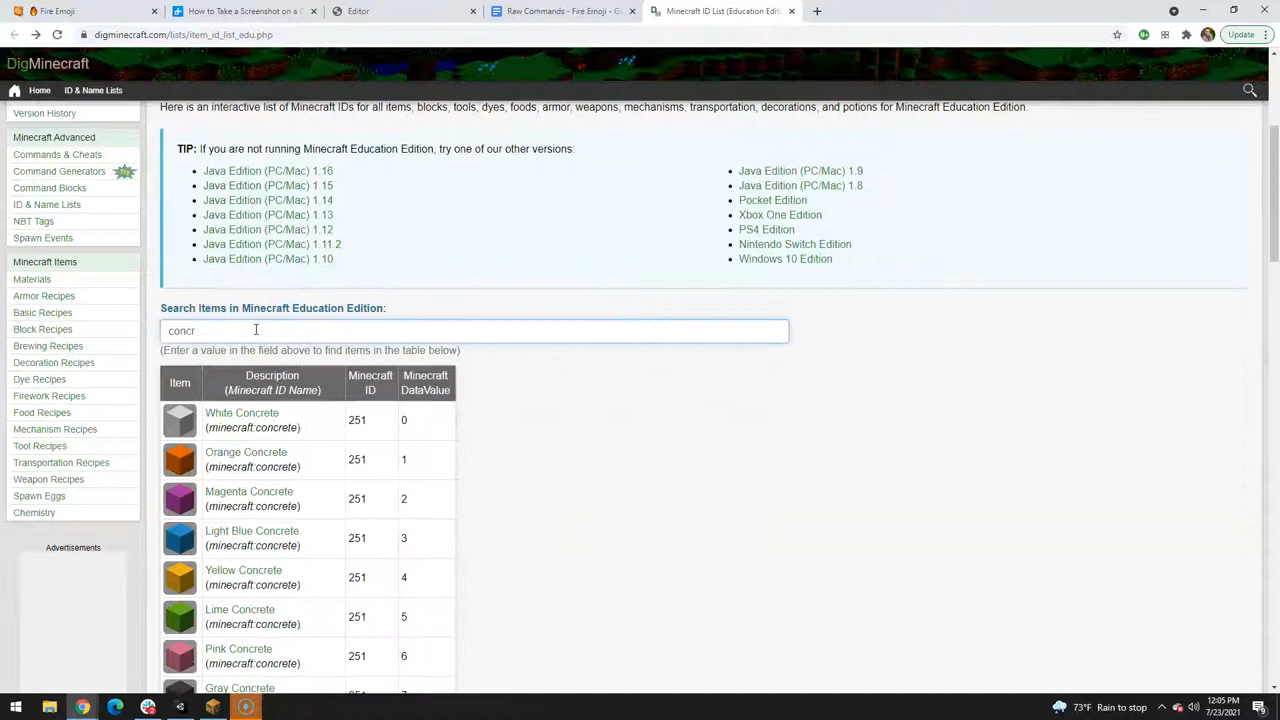 Fire Emoji
How to Take a Screenshot on a C
Editor
Raw Commands - Fire Emoji - G
Minecraft ID List (Education Editi
digminecraft.com/lists/item_id_list_edu.php
Update
DigMinecraft
Home
ID & Name Lists
Version History
Minecraft Advanced
Commands & Cheats
Command Generators
Command Blocks
ID & Name Lists
NBT Tags
Spawn Events
Minecraft Items
Materials
Armor Recipes
Basic Recipes
Block Recipes
Brewing Recipes
Decoration Recipes
Dye Recipes
Firework Recipes
Food Recipes
Mechanism Recipes
Tool Recipes
Transportation Recipes
Weapon Recipes
Spawn Eggs
Chemistry
Advertisements
Here is an interactive list of Minecraft IDs for all items, blocks, tools, dyes, foods, armor, weapons, mechanisms, transportation, decorations, and potions for Minecraft Education Edition.
TIP: If you are not running Minecraft Education Edition, try one of our other versions:
Java Edition (PC/Mac) 1.16
Java Edition (PC/Mac) 1.15
Java Edition (PC/Mac) 1.14
Java Edition (PC/Mac) 1.13
Java Edition (PC/Mac) 1.12
Java Edition (PC/Mac) 1.11.2
Java Edition (PC/Mac) 1.10
Java Edition (PC/Mac) 1.9
Java Edition (PC/Mac) 1.8
Pocket Edition
Xbox One Edition
PS4 Edition
Nintendo Switch Edition
Windows 10 Edition
Search Items in Minecraft Education Edition:
concr
(Enter a value in the field above to find items in the table below)
Item
Description
(Minecraft ID Name)
Minecraft
ID
Minecraft
DataValue
White Concrete
(minecraft:concrete)
251
0
Orange Concrete
(minecraft:concrete)
251
1
Magenta Concrete
(minecraft:concrete)
251
2
Light Blue Concrete
(minecraft:concrete)
251
3
Yellow Concrete
(minecraft:concrete)
251
4
Lime Concrete
(minecraft:concrete)
251
5
Pink Concrete
(minecraft:concrete)
251
6
Gray Concrete
73°F Rain to stop
12:05 PM
7/23/2021